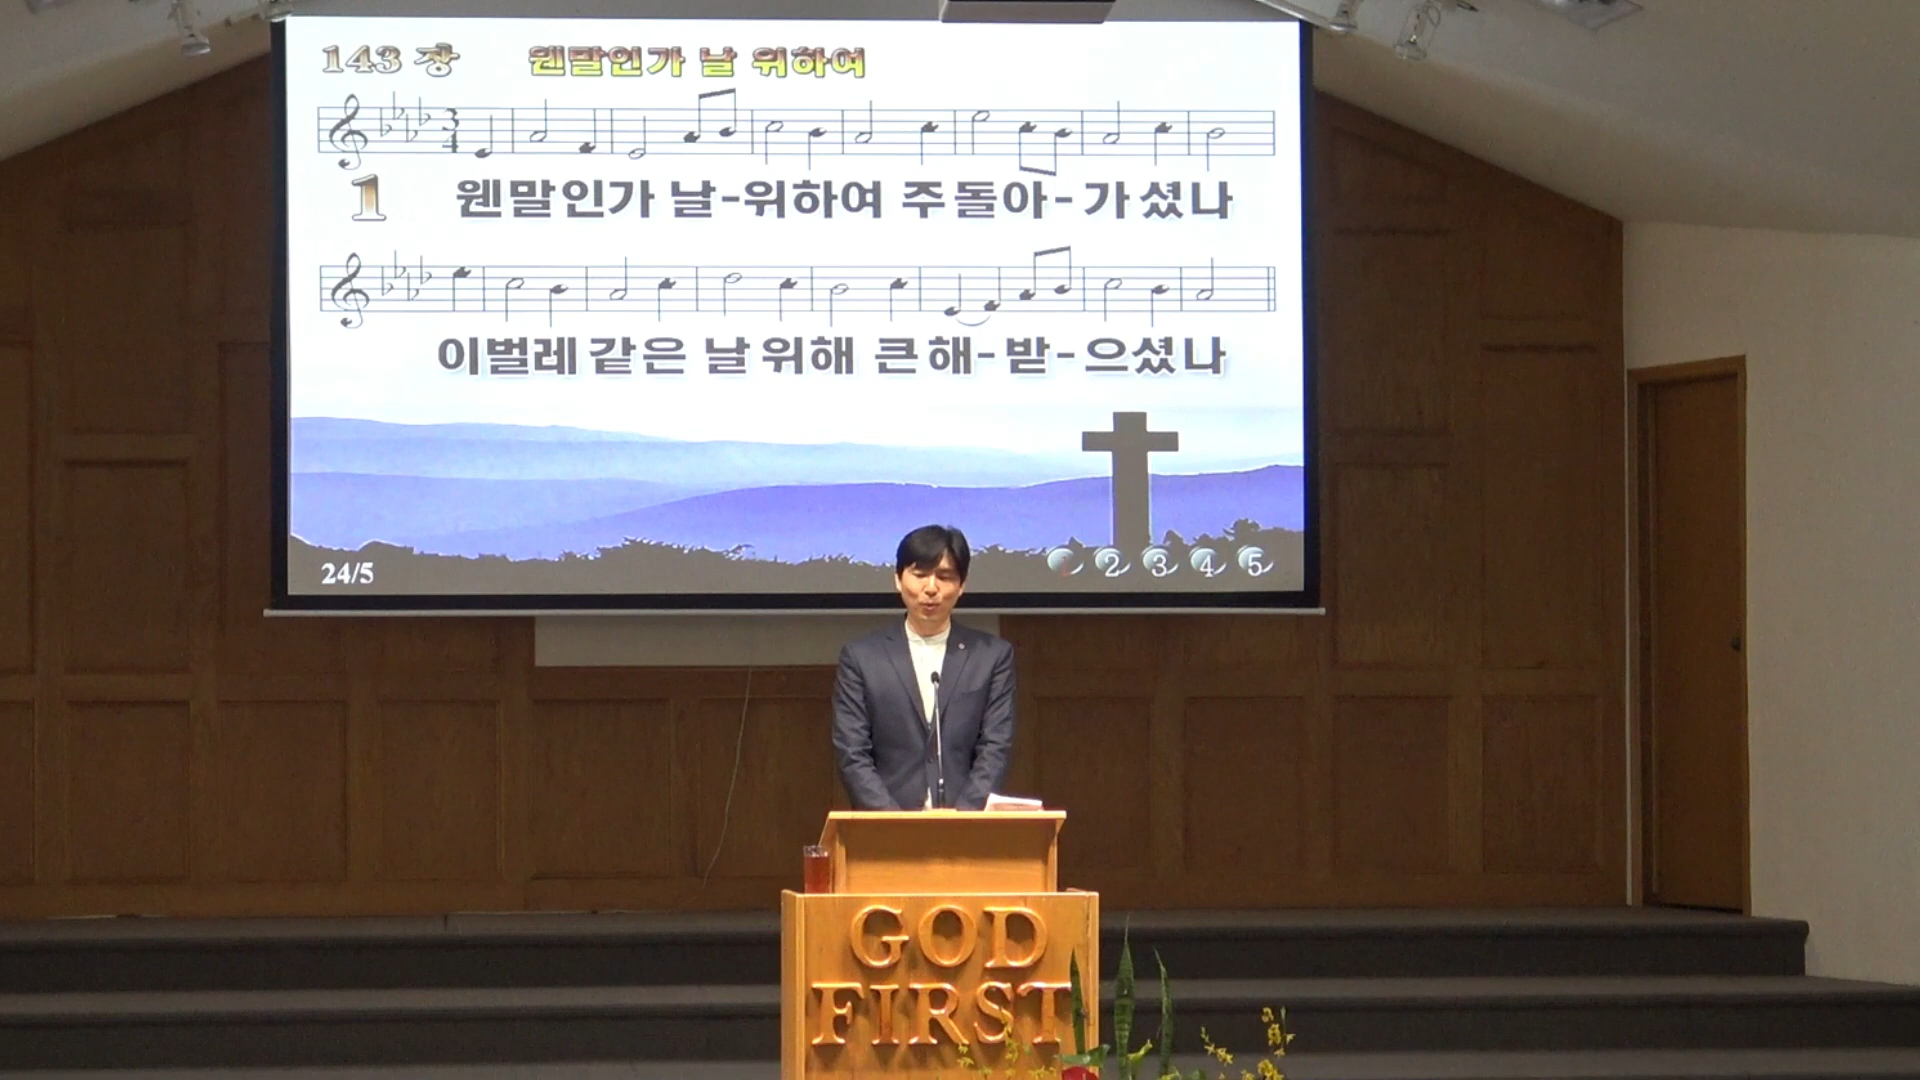 143 장 웬말인가 날 위하여
1 웬말인가 날-위하여 주돌아-가셨나
이벌레같은 날위해 큰해-받-으셨나
24/5
1 2 3 4 5
GOD
FIRST